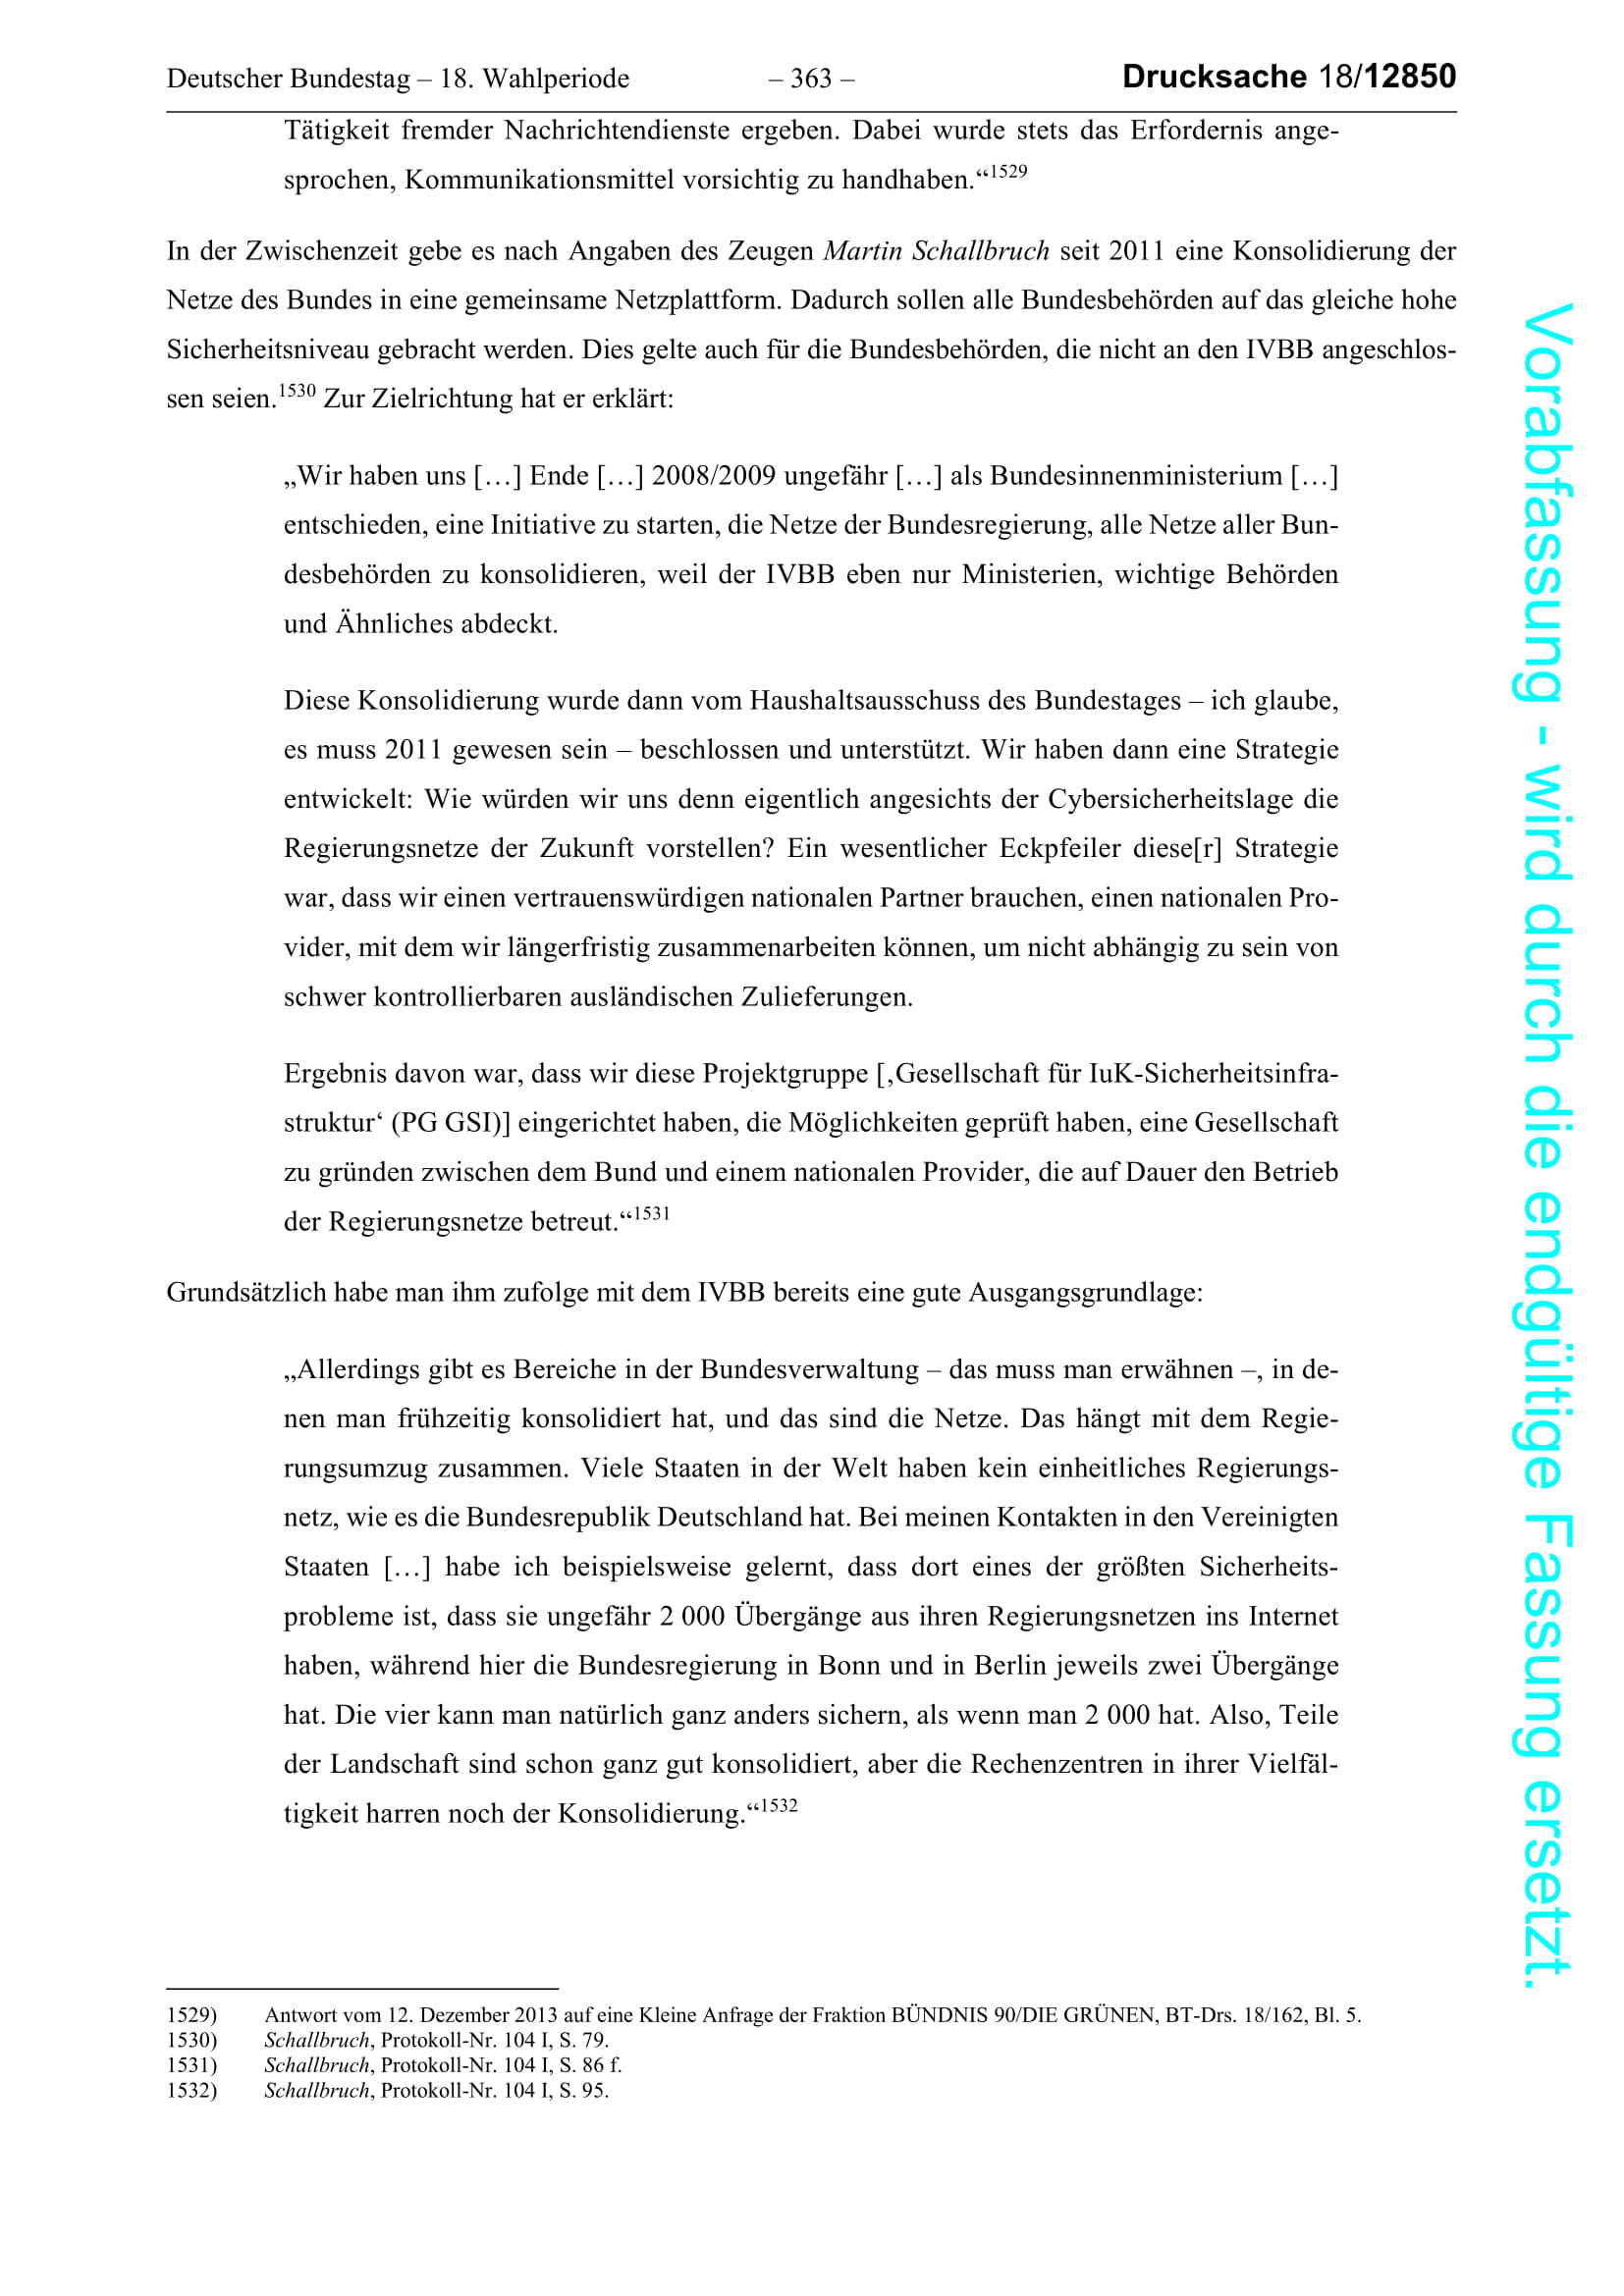 Deutscher Bundestag – 18. Wahlperiode – 363 – Drucksache 18/12850
Tätigkeit fremder Nachrichtendienste ergeben. Dabei wurde stets das Erfordernis ange-
sprochen, Kommunikationsmittel vorsichtig zu handhaben.“1529
In der Zwischenzeit gebe es nach Angaben des Zeugen Martin Schallbruch seit 2011 eine Konsolidierung der
Netze des Bundes in eine gemeinsame Netzplattform. Dadurch sollen alle Bundesbehörden auf das gleiche hohe
Sicherheitsniveau gebracht werden. Dies gelte auch für die Bundesbehörden, die nicht an den IVBB angeschlos-
sen seien.1530 Zur Zielrichtung hat er erklärt:
„Wir haben uns […] Ende […] 2008/2009 ungefähr […] als Bundesinnenministerium […]
entschieden, eine Initiative zu starten, die Netze der Bundesregierung, alle Netze aller Bun-
desbehörden zu konsolidieren, weil der IVBB eben nur Ministerien, wichtige Behörden
und Ähnliches abdeckt.
Diese Konsolidierung wurde dann vom Haushaltsausschuss des Bundestages – ich glaube,
es muss 2011 gewesen sein – beschlossen und unterstützt. Wir haben dann eine Strategie
entwickelt: Wie würden wir uns denn eigentlich angesichts der Cybersicherheitslage die
Regierungsnetze der Zukunft vorstellen? Ein wesentlicher Eckpfeiler diese[r] Strategie
war, dass wir einen vertrauenswürdigen nationalen Partner brauchen, einen nationalen Pro-
vider, mit dem wir längerfristig zusammenarbeiten können, um nicht abhängig zu sein von
schwer kontrollierbaren ausländischen Zulieferungen.
Ergebnis davon war, dass wir diese Projektgruppe [‚Gesellschaft für IuK-Sicherheitsinfra-
struktur‘ (PG GSI)] eingerichtet haben, die Möglichkeiten geprüft haben, eine Gesellschaft
zu gründen zwischen dem Bund und einem nationalen Provider, die auf Dauer den Betrieb
der Regierungsnetze betreut.“1531
Grundsätzlich habe man ihm zufolge mit dem IVBB bereits eine gute Ausgangsgrundlage:
„Allerdings gibt es Bereiche in der Bundesverwaltung – das muss man erwähnen –, in de-
nen man frühzeitig konsolidiert hat, und das sind die Netze. Das hängt mit dem Regie-
rungsumzug zusammen. Viele Staaten in der Welt haben kein einheitliches Regierungs-
netz, wie es die Bundesrepublik Deutschland hat. Bei meinen Kontakten in den Vereinigten
Staaten […] habe ich beispielsweise gelernt, dass dort eines der größten Sicherheits-
probleme ist, dass sie ungefähr 2 000 Übergänge aus ihren Regierungsnetzen ins Internet
haben, während hier die Bundesregierung in Bonn und in Berlin jeweils zwei Übergänge
hat. Die vier kann man natürlich ganz anders sichern, als wenn man 2 000 hat. Also, Teile
der Landschaft sind schon ganz gut konsolidiert, aber die Rechenzentren in ihrer Vielfäl-
tigkeit harren noch der Konsolidierung.“1532
1529) Antwort vom 12. Dezember 2013 auf eine Kleine Anfrage der Fraktion BÜNDNIS 90/DIE GRÜNEN, BT-Drs. 18/162, Bl. 5.
1530) Schallbruch, Protokoll-Nr. 104 I, S. 79.
1531) Schallbruch, Protokoll-Nr. 104 I, S. 86 f.
1532) Schallbruch, Protokoll-Nr. 104 I, S. 95.
Vorabfassung - wird durch die endgültige Fassung ersetzt.